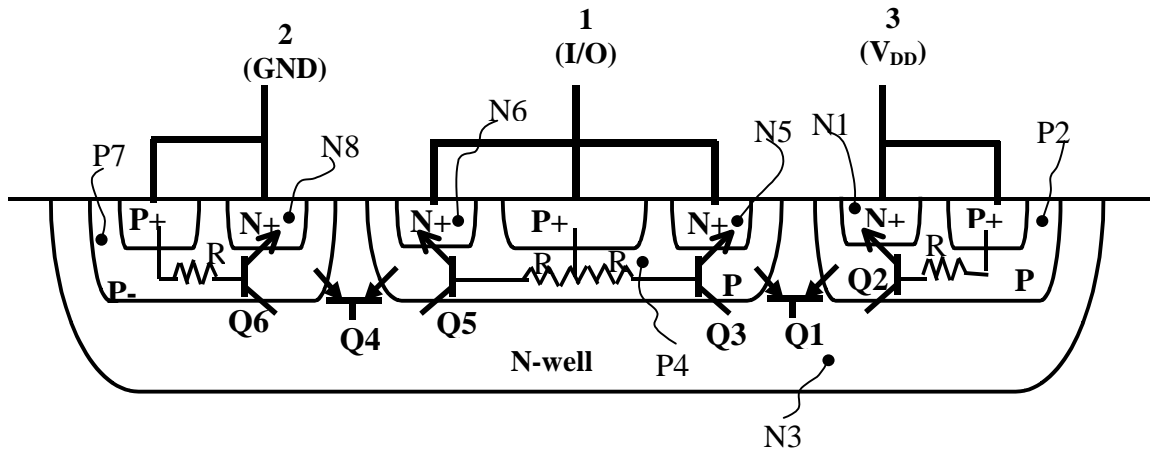 2
(GND)
1
(I/O)
3
(VDD)
P7
N8
N6
N5
N1
P2
P+
N+
N+
P+
N+
N+
P+
R
R
R
R
P-
P
Q2
P
Q6
Q4
Q5
Q3
Q1
N-well
P4
N3